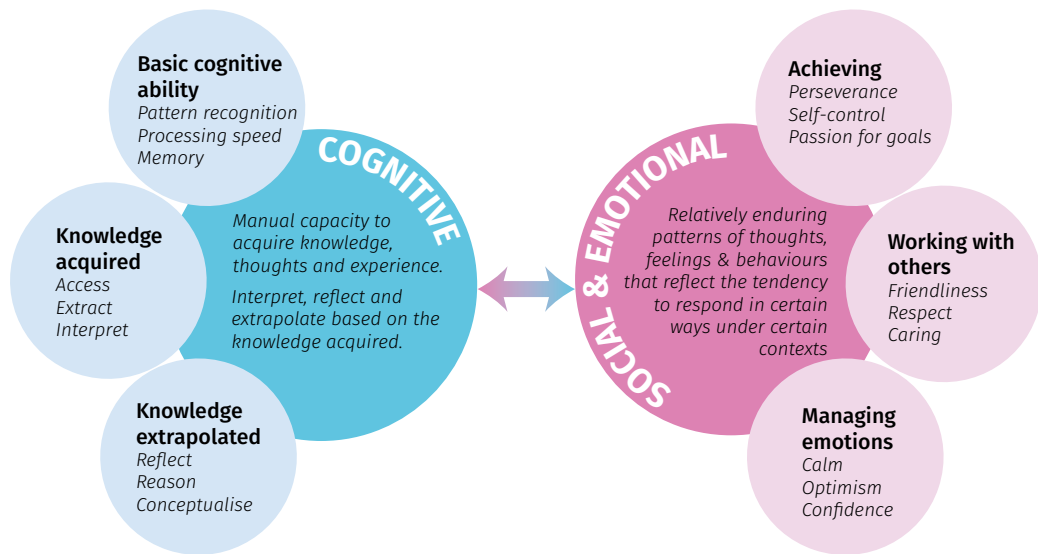 Basic cognitive
ability
Pattern recognition
Processing speed
Memory
Knowledge
acquired
Access
Extract
Interpret
Knowledge
extrapolated
Reflect
Reason
Conceptualise
COGNITIVE
Manual capacity to
acquire knowledge,
thoughts and experience.
Interpret, reflect and
extrapolate based on the
knowledge acquired.
SOCIAL & EMOTIONAL
Relatively enduring
patterns of thoughts,
feelings & behaviours
that reflect the tendency
to respond in certain
ways under certain
contexts
Achieving
Perseverance
Self-control
Passion for goals
Working with
others
Friendliness
Respect
Caring
Managing
emotions
Calm
Optimism
Confidence